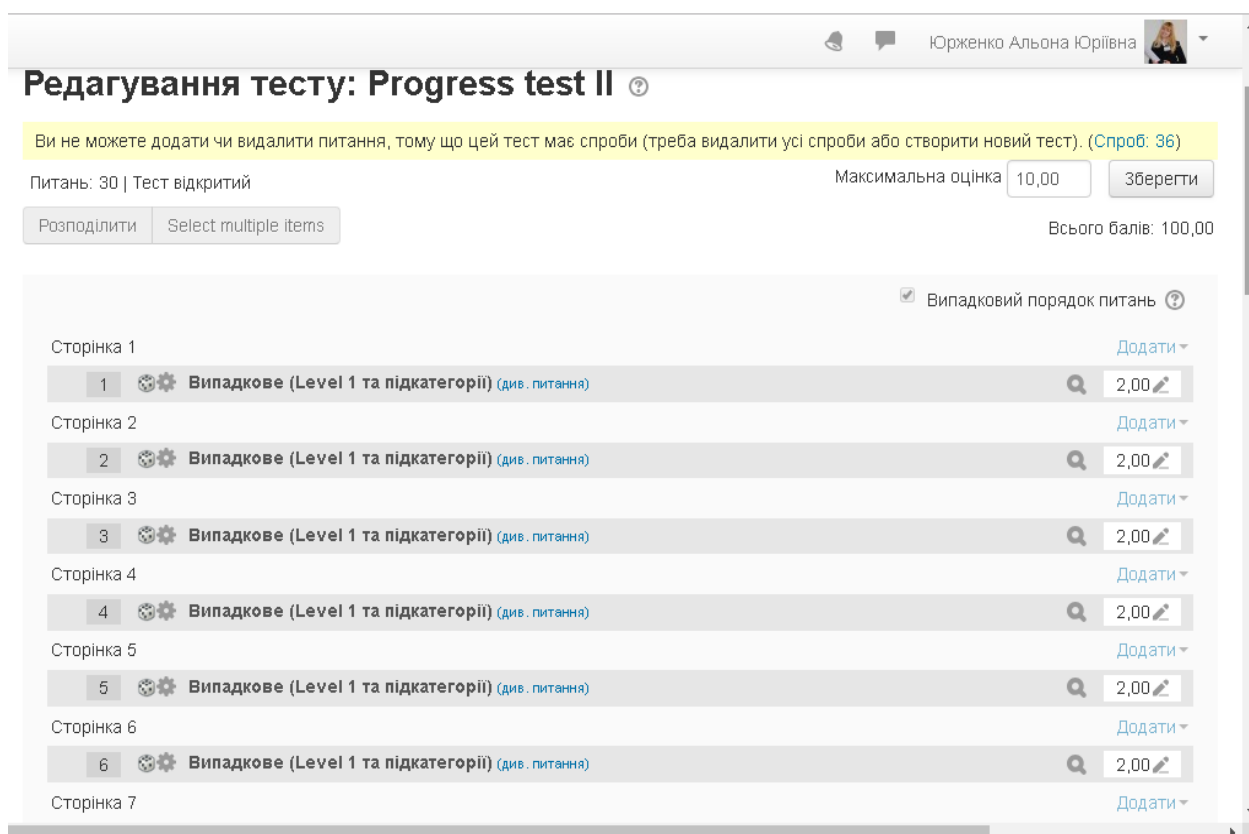 Юрженко Альона Юріївна
Редагування тесту: Progress test II
Ви не можете додати чи видалити питання, тому що цей тест має спроби (треба видалити усі спроби або створити новий тест). (Спроб: 36)
Питань: 30 | Тест відкритий
Максимальна оцінка 10,00 Зберегти
Розподілити Select multiple items
Всього балів: 100,00
Випадковий порядок питань
Сторінка 1 Додати
1 Випадкове (Level 1 та підкатегорії) (див. питання) 2,00
Сторінка 2 Додати
2 Випадкове (Level 1 та підкатегорії) (див. питання) 2,00
Сторінка 3 Додати
3 Випадкове (Level 1 та підкатегорії) (див. питання) 2,00
Сторінка 4 Додати
4 Випадкове (Level 1 та підкатегорії) (див. питання) 2,00
Сторінка 5 Додати
5 Випадкове (Level 1 та підкатегорії) (див. питання) 2,00
Сторінка 6 Додати
6 Випадкове (Level 1 та підкатегорії) (див. питання) 2,00
Сторінка 7 Додати